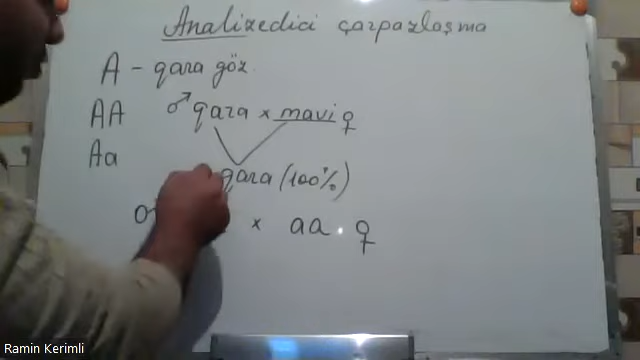 Analizedici çarpazlaşma
A - qara göz
AA ♂ qara × mavi ♀
Aa
qara (100%)
♂ × aa ♀
Ramin Kerimli